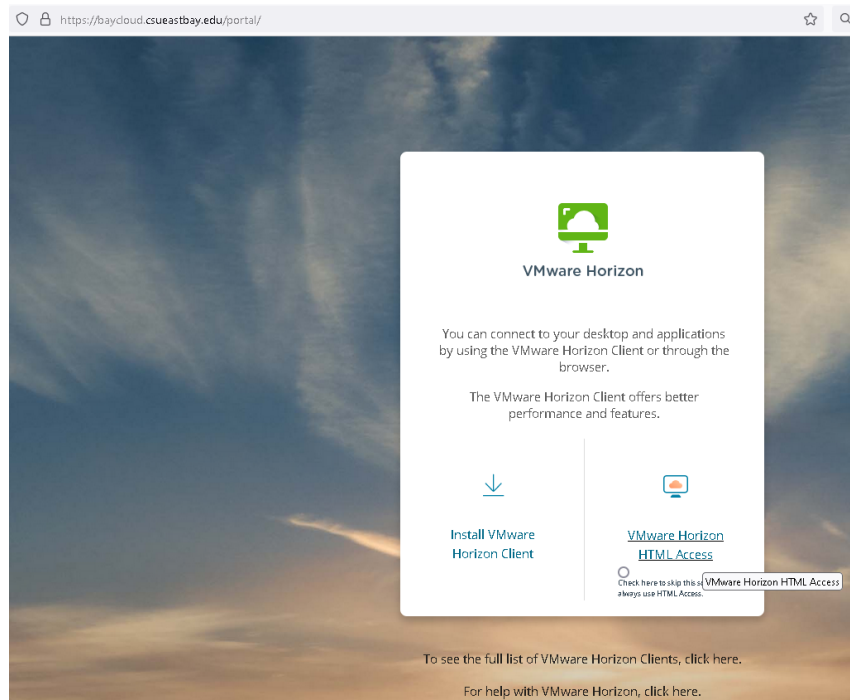 https://baycloud.csueastbay.edu/portal/
VMware Horizon
You can connect to your desktop and applications
by using the VMware Horizon Client or through the
browser.
The VMware Horizon Client offers better
performance and features.
Install VMware
Horizon Client
VMware Horizon
HTML Access
Check here to skip this
VMware Horizon HTML Access
always use HTML Access.
To see the full list of VMware Horizon Clients, click here.
For help with VMware Horizon, click here.